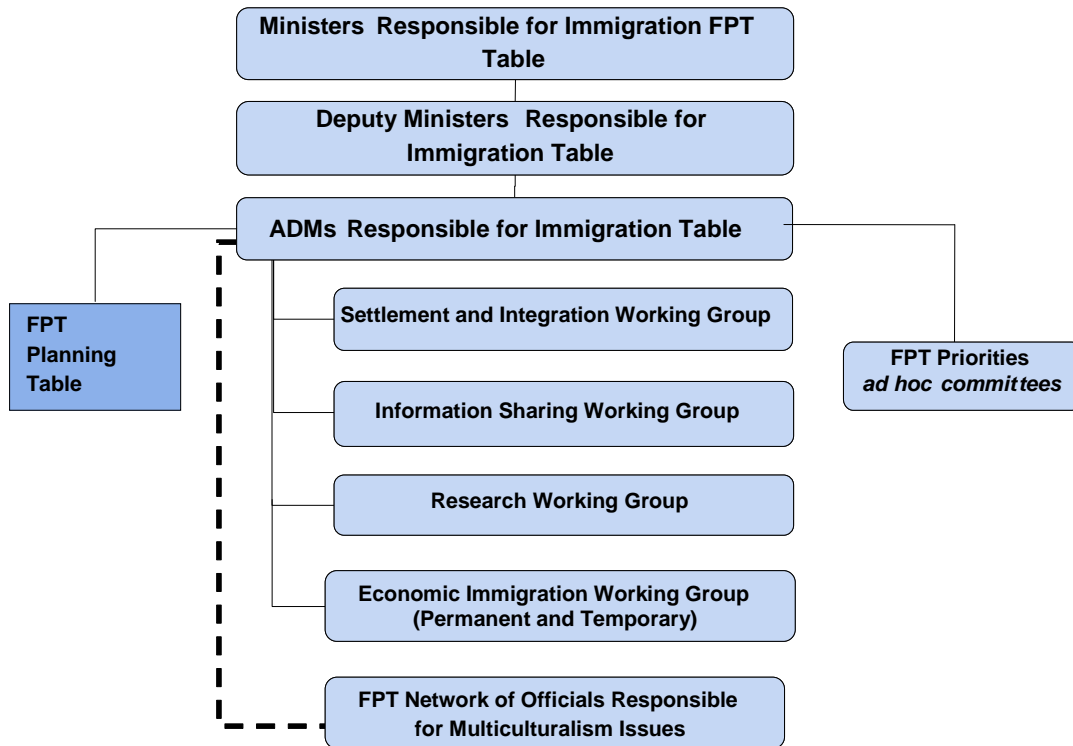 Ministers Responsible for Immigration FPT
Table
Deputy Ministers Responsible for
Immigration Table
ADMs Responsible for Immigration Table
FPT
Planning
Table
Settlement and Integration Working Group
FPT Priorities
ad hoc committees
Information Sharing Working Group
Research Working Group
Economic Immigration Working Group
(Permanent and Temporary)
FPT Network of Officials Responsible
for Multiculturalism Issues